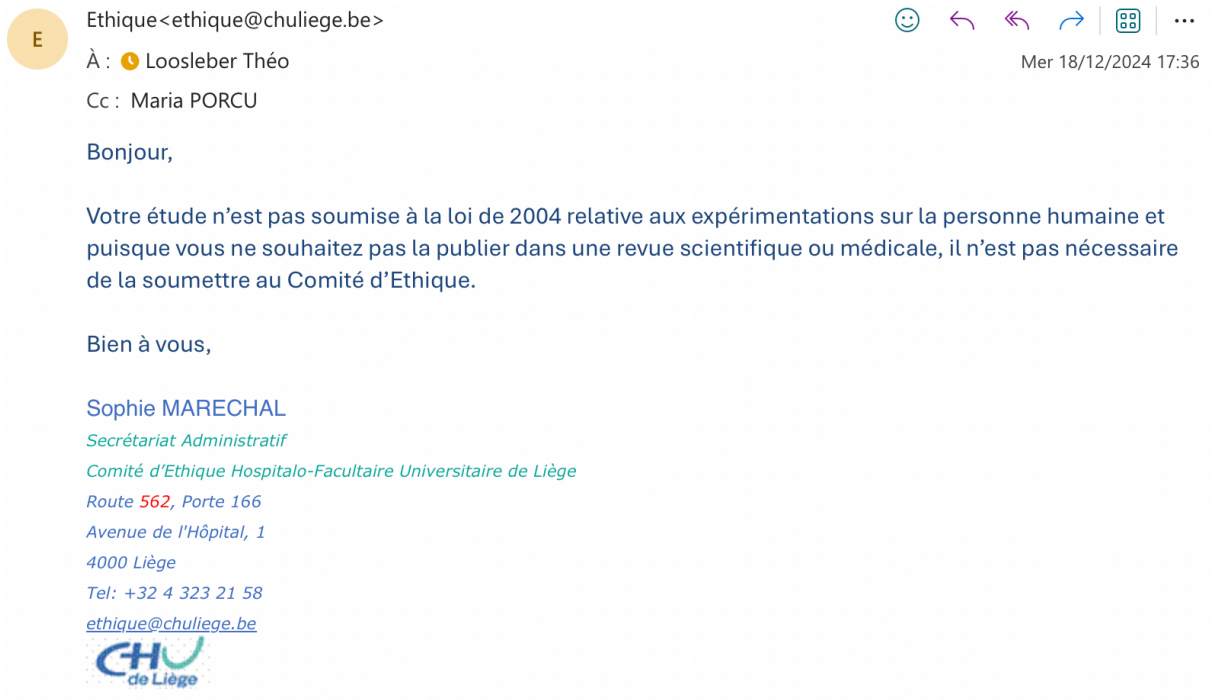 E
Ethique<ethique@chuliege.be>
À : Loosleber Théo
Mer 18/12/2024 17:36
Cc : Maria PORCU
Bonjour,
Votre étude n’est pas soumise à la loi de 2004 relative aux expérimentations sur la personne humaine et
puisque vous ne souhaitez pas la publier dans une revue scientifique ou médicale, il n’est pas nécessaire
de la soumettre au Comité d’Ethique.
Bien à vous,
Sophie MARECHAL
Secrétariat Administratif
Comité d’Ethique Hospitalo-Facultaire Universitaire de Liège
Route 562, Porte 166
Avenue de l'Hôpital, 1
4000 Liège
Tel: +32 4 323 21 58
ethique@chuliege.be
CHU
de Liège